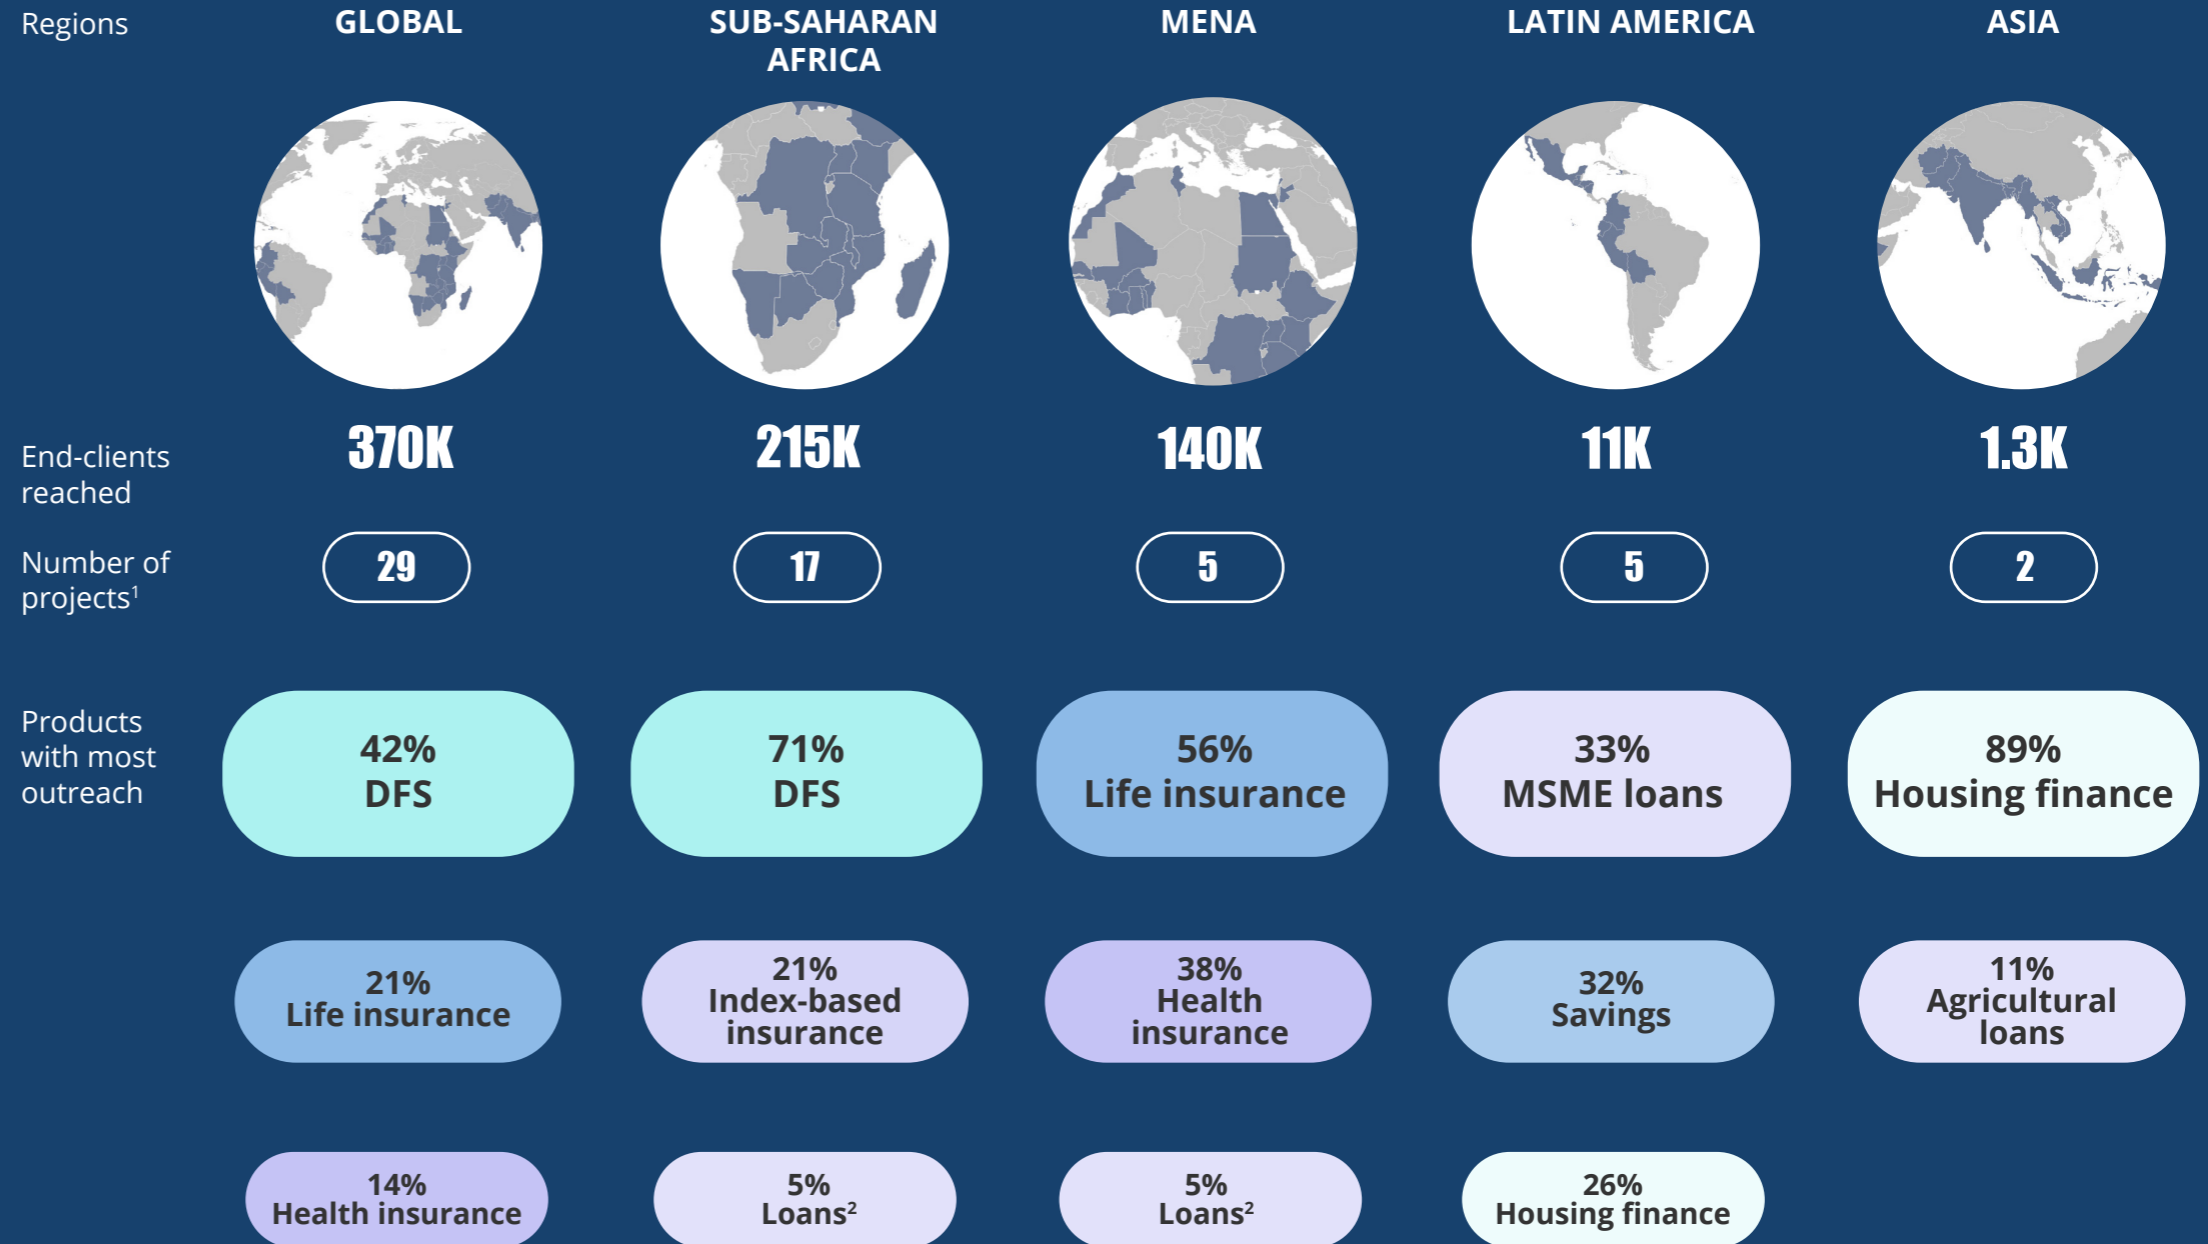 Regions
GLOBAL
SUB-SAHARAN
AFRICA
MENA
LATIN AMERICA
ASIA
End-clients
reached
370K
215K
140K
11K
1.3K
Number of
projects¹
29
17
5
5
2
Products
with most
outreach
42%
DFS
71%
DFS
56%
Life insurance
33%
MSME loans
89%
Housing finance
21%
Life insurance
21%
Index-based
insurance
38%
Health
insurance
32%
Savings
11%
Agricultural
loans
14%
Health insurance
5%
Loans²
5%
Loans²
26%
Housing finance